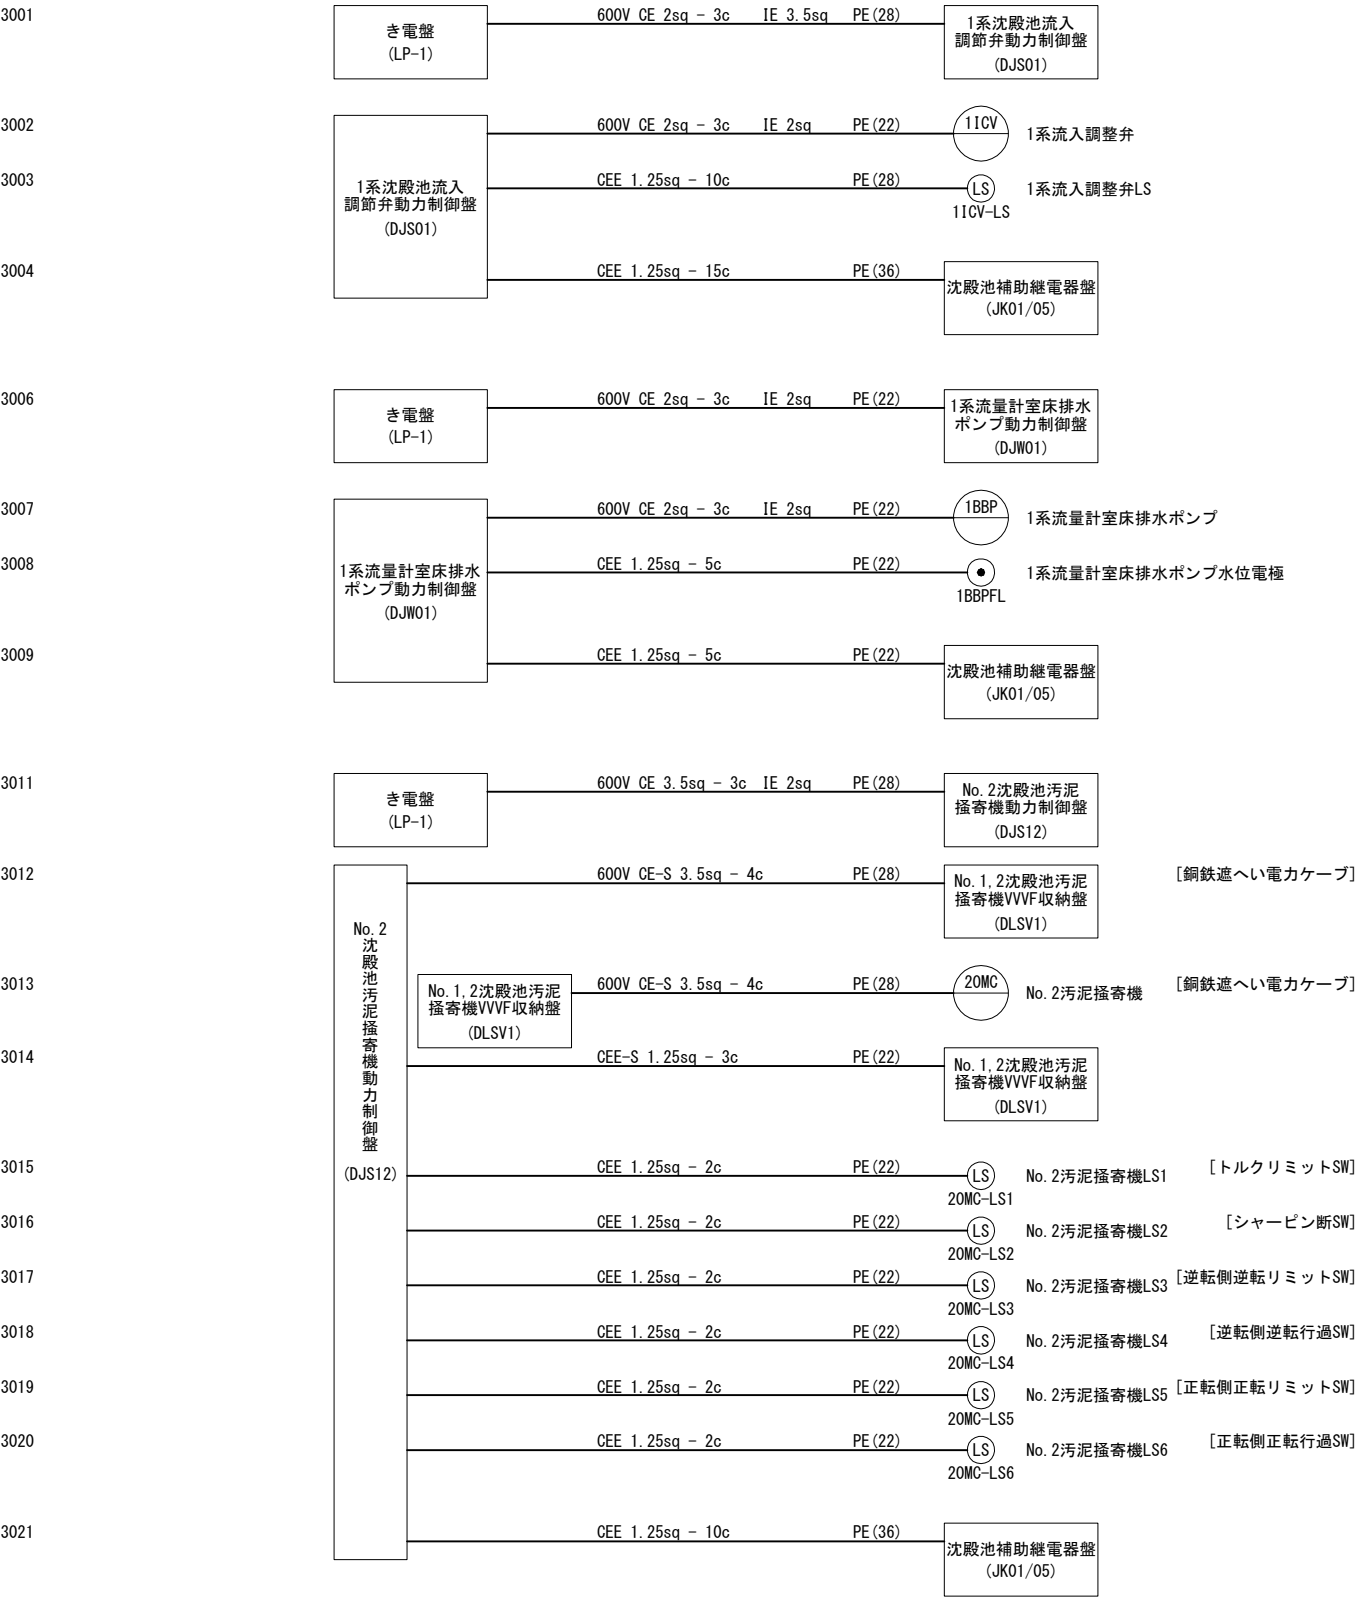 3001
600V CE 2sq - 3c IE 3.5sq PE(28)
き電盤
(LP-1)
1系沈殿池流入
調節弁動力制御盤
(DJS01)
3002
600V CE 2sq - 3c IE 2sq PE(22)
1ICV
1系流入調整弁
3003
CEE 1.25sq - 10c PE(28)
1系沈殿池流入
調節弁動力制御盤
(DJS01)
LS
1系流入調整弁LS
1ICV-LS
3004
CEE 1.25sq - 15c PE(36)
沈殿池補助継電器盤
(JK01/05)
3006
600V CE 2sq - 3c IE 2sq PE(22)
き電盤
(LP-1)
1系流量計室床排水
ポンプ動力制御盤
(DJW01)
3007
600V CE 2sq - 3c IE 2sq PE(22)
1BBP
1系流量計室床排水ポンプ
3008
CEE 1.25sq - 5c PE(22)
1系流量計室床排水
ポンプ動力制御盤
(DJW01)
1系流量計室床排水ポンプ水位電極
1BBPFL
3009
CEE 1.25sq - 5c PE(22)
沈殿池補助継電器盤
(JK01/05)
3011
600V CE 3.5sq - 3c IE 2sq PE(28)
き電盤
(LP-1)
No.2沈殿池汚泥
掻寄機動力制御盤
(DJS12)
3012
600V CE-S 3.5sq - 4c PE(28)
No.1,2沈殿池汚泥
掻寄機VVVF収納盤
(DLSV1)
[銅鉄遮へい電力ケーブ]
No.2
沈殿池汚泥掻寄機動力制御盤
(DJS12)
3013
No.1,2沈殿池汚泥
掻寄機VVVF収納盤
(DLSV1)
600V CE-S 3.5sq - 4c PE(28)
20MC
No.2汚泥掻寄機
[銅鉄遮へい電力ケーブ]
3014
CEE-S 1.25sq - 3c PE(22)
No.1,2沈殿池汚泥
掻寄機VVVF収納盤
(DLSV1)
3015
CEE 1.25sq - 2c PE(22)
LS
No.2汚泥掻寄機LS1
[トルクリミットSW]
20MC-LS1
3016
CEE 1.25sq - 2c PE(22)
LS
No.2汚泥掻寄機LS2
[シャーピン断SW]
20MC-LS2
3017
CEE 1.25sq - 2c PE(22)
LS
No.2汚泥掻寄機LS3
[逆転側逆転リミットSW]
20MC-LS3
3018
CEE 1.25sq - 2c PE(22)
LS
No.2汚泥掻寄機LS4
[逆転側逆転行過SW]
20MC-LS4
3019
CEE 1.25sq - 2c PE(22)
LS
No.2汚泥掻寄機LS5
[正転側正転リミットSW]
20MC-LS5
3020
CEE 1.25sq - 2c PE(22)
LS
No.2汚泥掻寄機LS6
[正転側正転行過SW]
20MC-LS6
3021
CEE 1.25sq - 10c PE(36)
沈殿池補助継電器盤
(JK01/05)